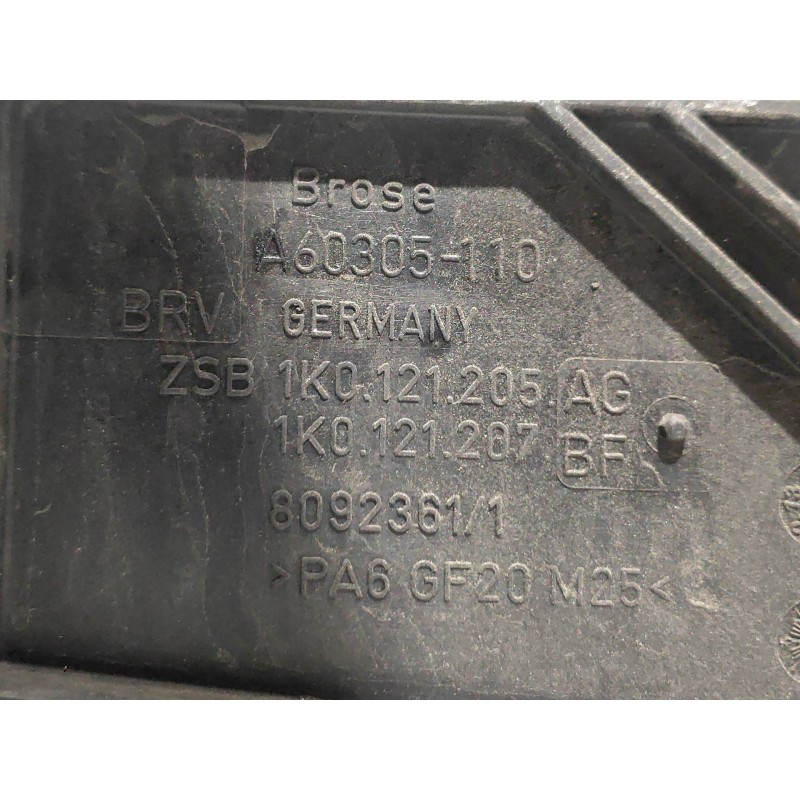 Brose
A60305-110
BRV GERMANY
ZSB 1K0.121.205. AG
1K0.121.207 BF
8092361/1
>PA6 GF20 M25<